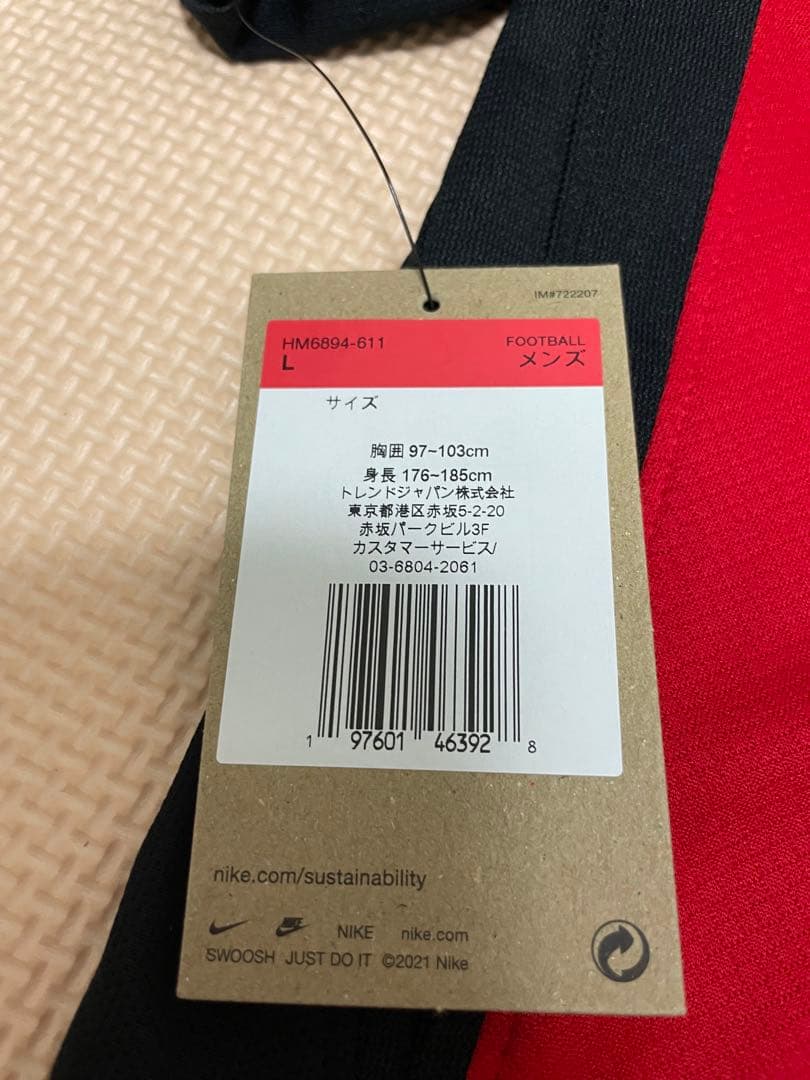 IM#722207
HM6894-611 FOOTBALL
L メンズ
サイズ
胸囲 97~103cm
身長 176~185cm
トレンドジャパン株式会社
東京都港区赤坂5-2-20
赤坂パークビル3F
カスタマーサービス/
03-6804-2061
1 97601 46392 8
nike.com/sustainability
NIKE nike.com
SWOOSH JUST DO IT ©2021 Nike